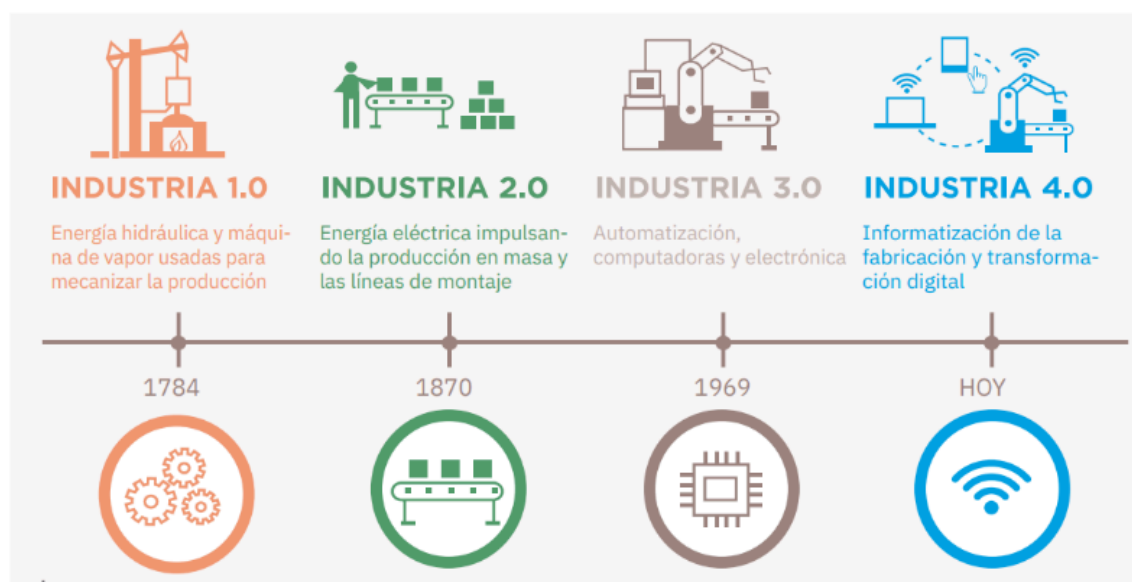 INDUSTRIA 1.0
Energía hidráulica y máqui-
na de vapor usadas para
mecanizar la producción
INDUSTRIA 2.0
Energía eléctrica impulsan-
do la producción en masa y
las líneas de montaje
INDUSTRIA 3.0
Automatización,
computadoras y electrónica
INDUSTRIA 4.0
Informatización de la
fabricación y transforma-
ción digital
1784
1870
1969
HOY